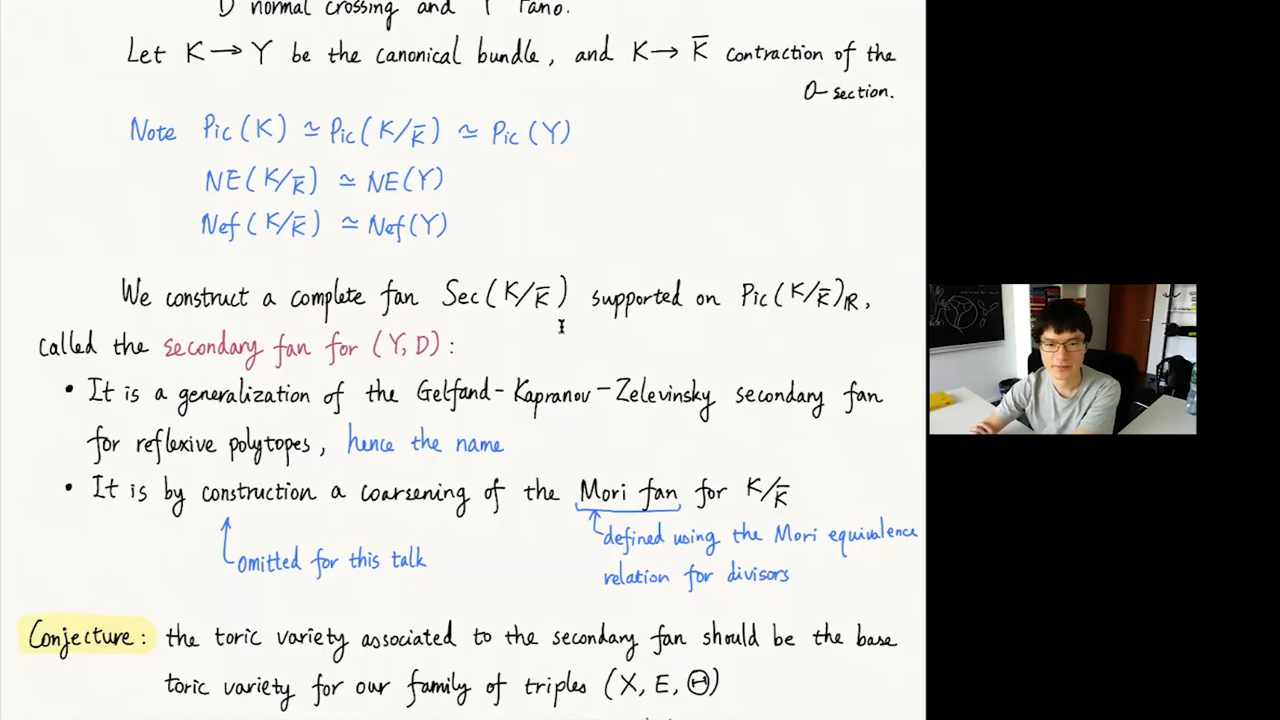 D normal crossing and Y Fano.
Let K → Y be the canonical bundle, and K → K̅ contraction of the
0-section.
Note Pic(K) ≃ Pic(K/K̅) ≃ Pic(Y)
NE(K/K̅) ≃ NE(Y)
Nef(K/K̅) ≃ Nef(Y)
We construct a complete fan Sec(K/K̅) supported on Pic(K/K̅)ℝ,
called the secondary fan for (Y, D) :
• It is a generalization of the Gelfand-Kapranov-Zelevinsky secondary fan
for reflexive polytopes, hence the name
• It is by construction a coarsening of the Mori fan for K/K̅
defined using the Mori equivalence
omitted for this talk
relation for divisors
Conjecture: the toric variety associated to the secondary fan should be the base
toric variety for our family of triples (X, E, Θ)